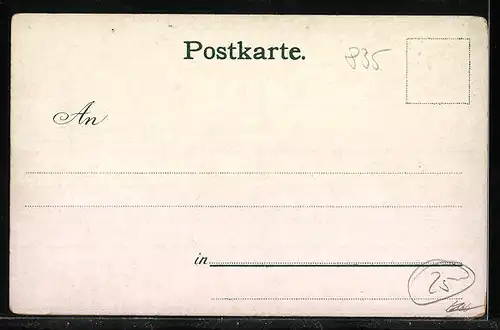 Postkarte.
835
An
in
25